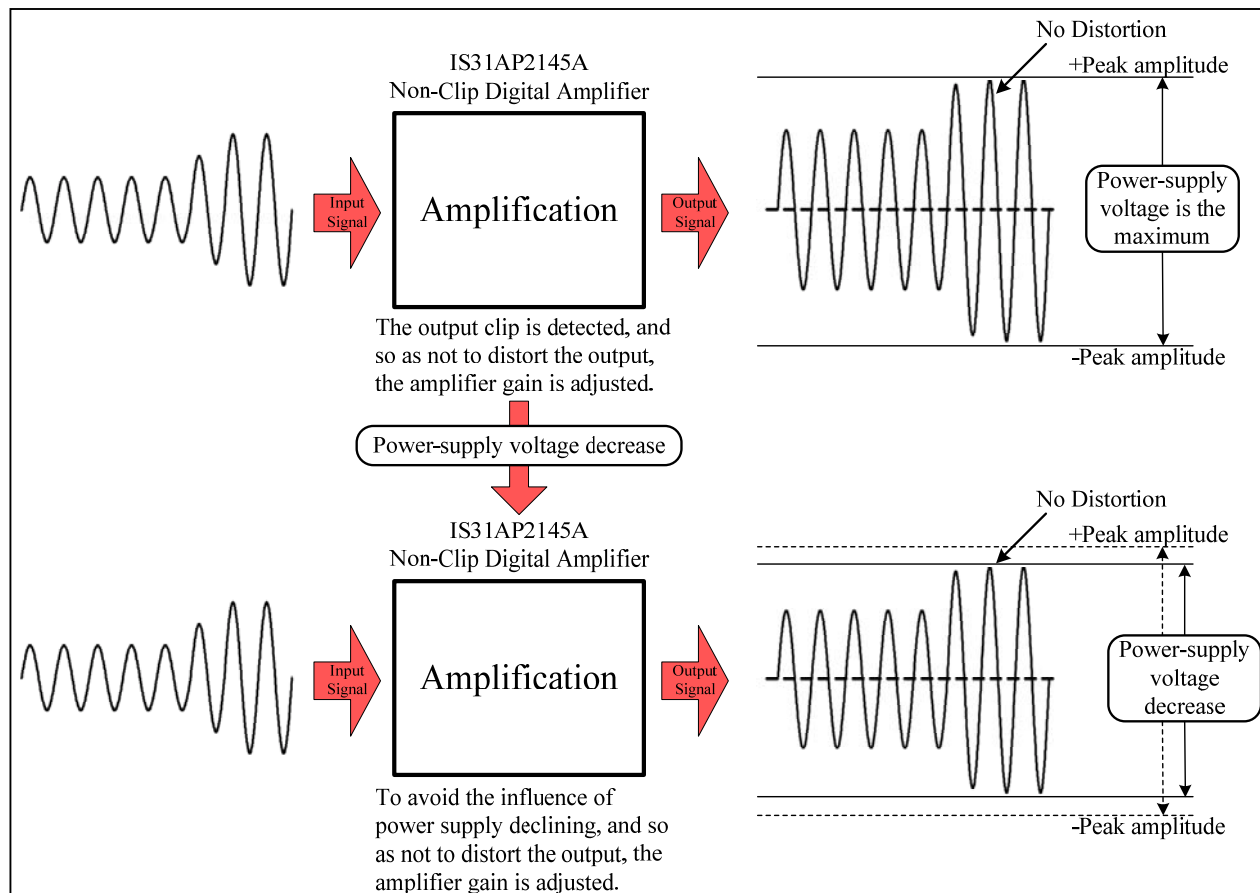 No Distortion
IS31AP2145A
Non-Clip Digital Amplifier
+Peak amplitude
Input
Signal
Amplification
Output
Signal
Power-supply
voltage is the
maximum
The output clip is detected, and
so as not to distort the output,
the amplifier gain is adjusted.
-Peak amplitude
Power-supply voltage decrease
No Distortion
IS31AP2145A
Non-Clip Digital Amplifier
+Peak amplitude
Input
Signal
Amplification
Output
Signal
Power-supply
voltage
decrease
To avoid the influence of
power supply declining, and so
as not to distort the output, the
amplifier gain is adjusted.
-Peak amplitude